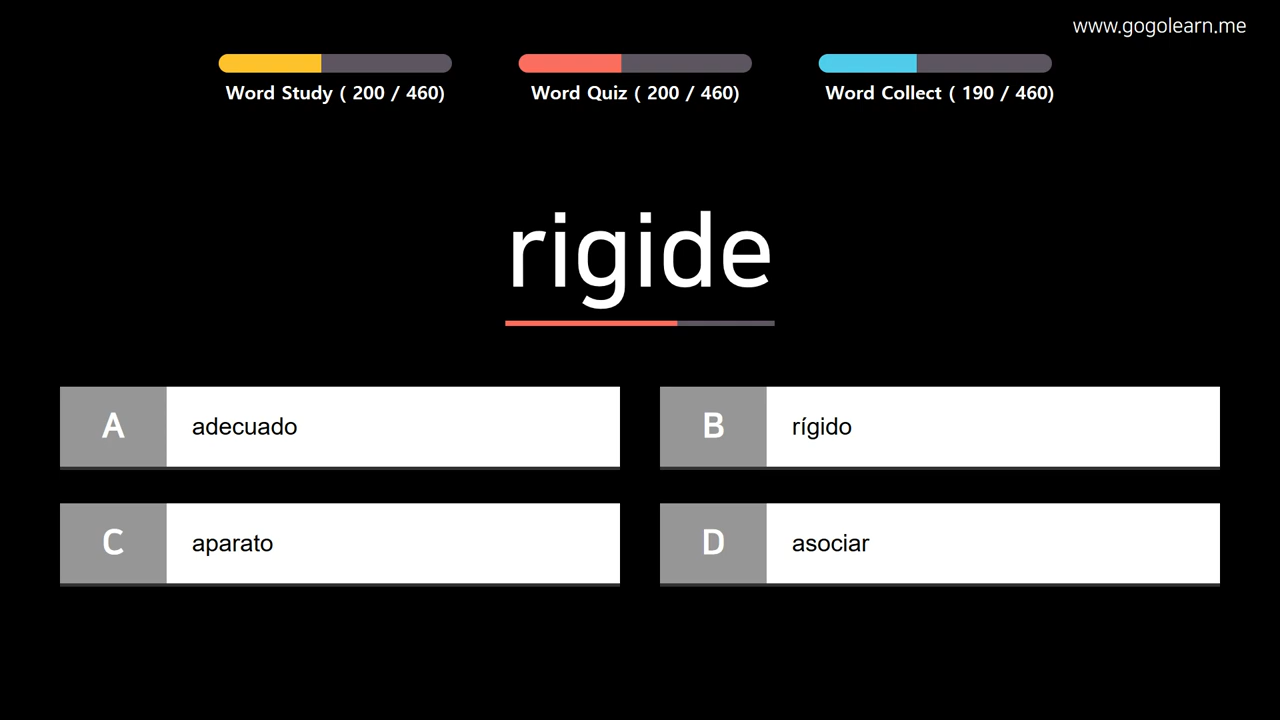 www.gogolearn.me
Word Study ( 200 / 460)
Word Quiz ( 200 / 460)
Word Collect ( 190 / 460)
rigide
A
adecuado
B
rígido
C
aparato
D
asociar